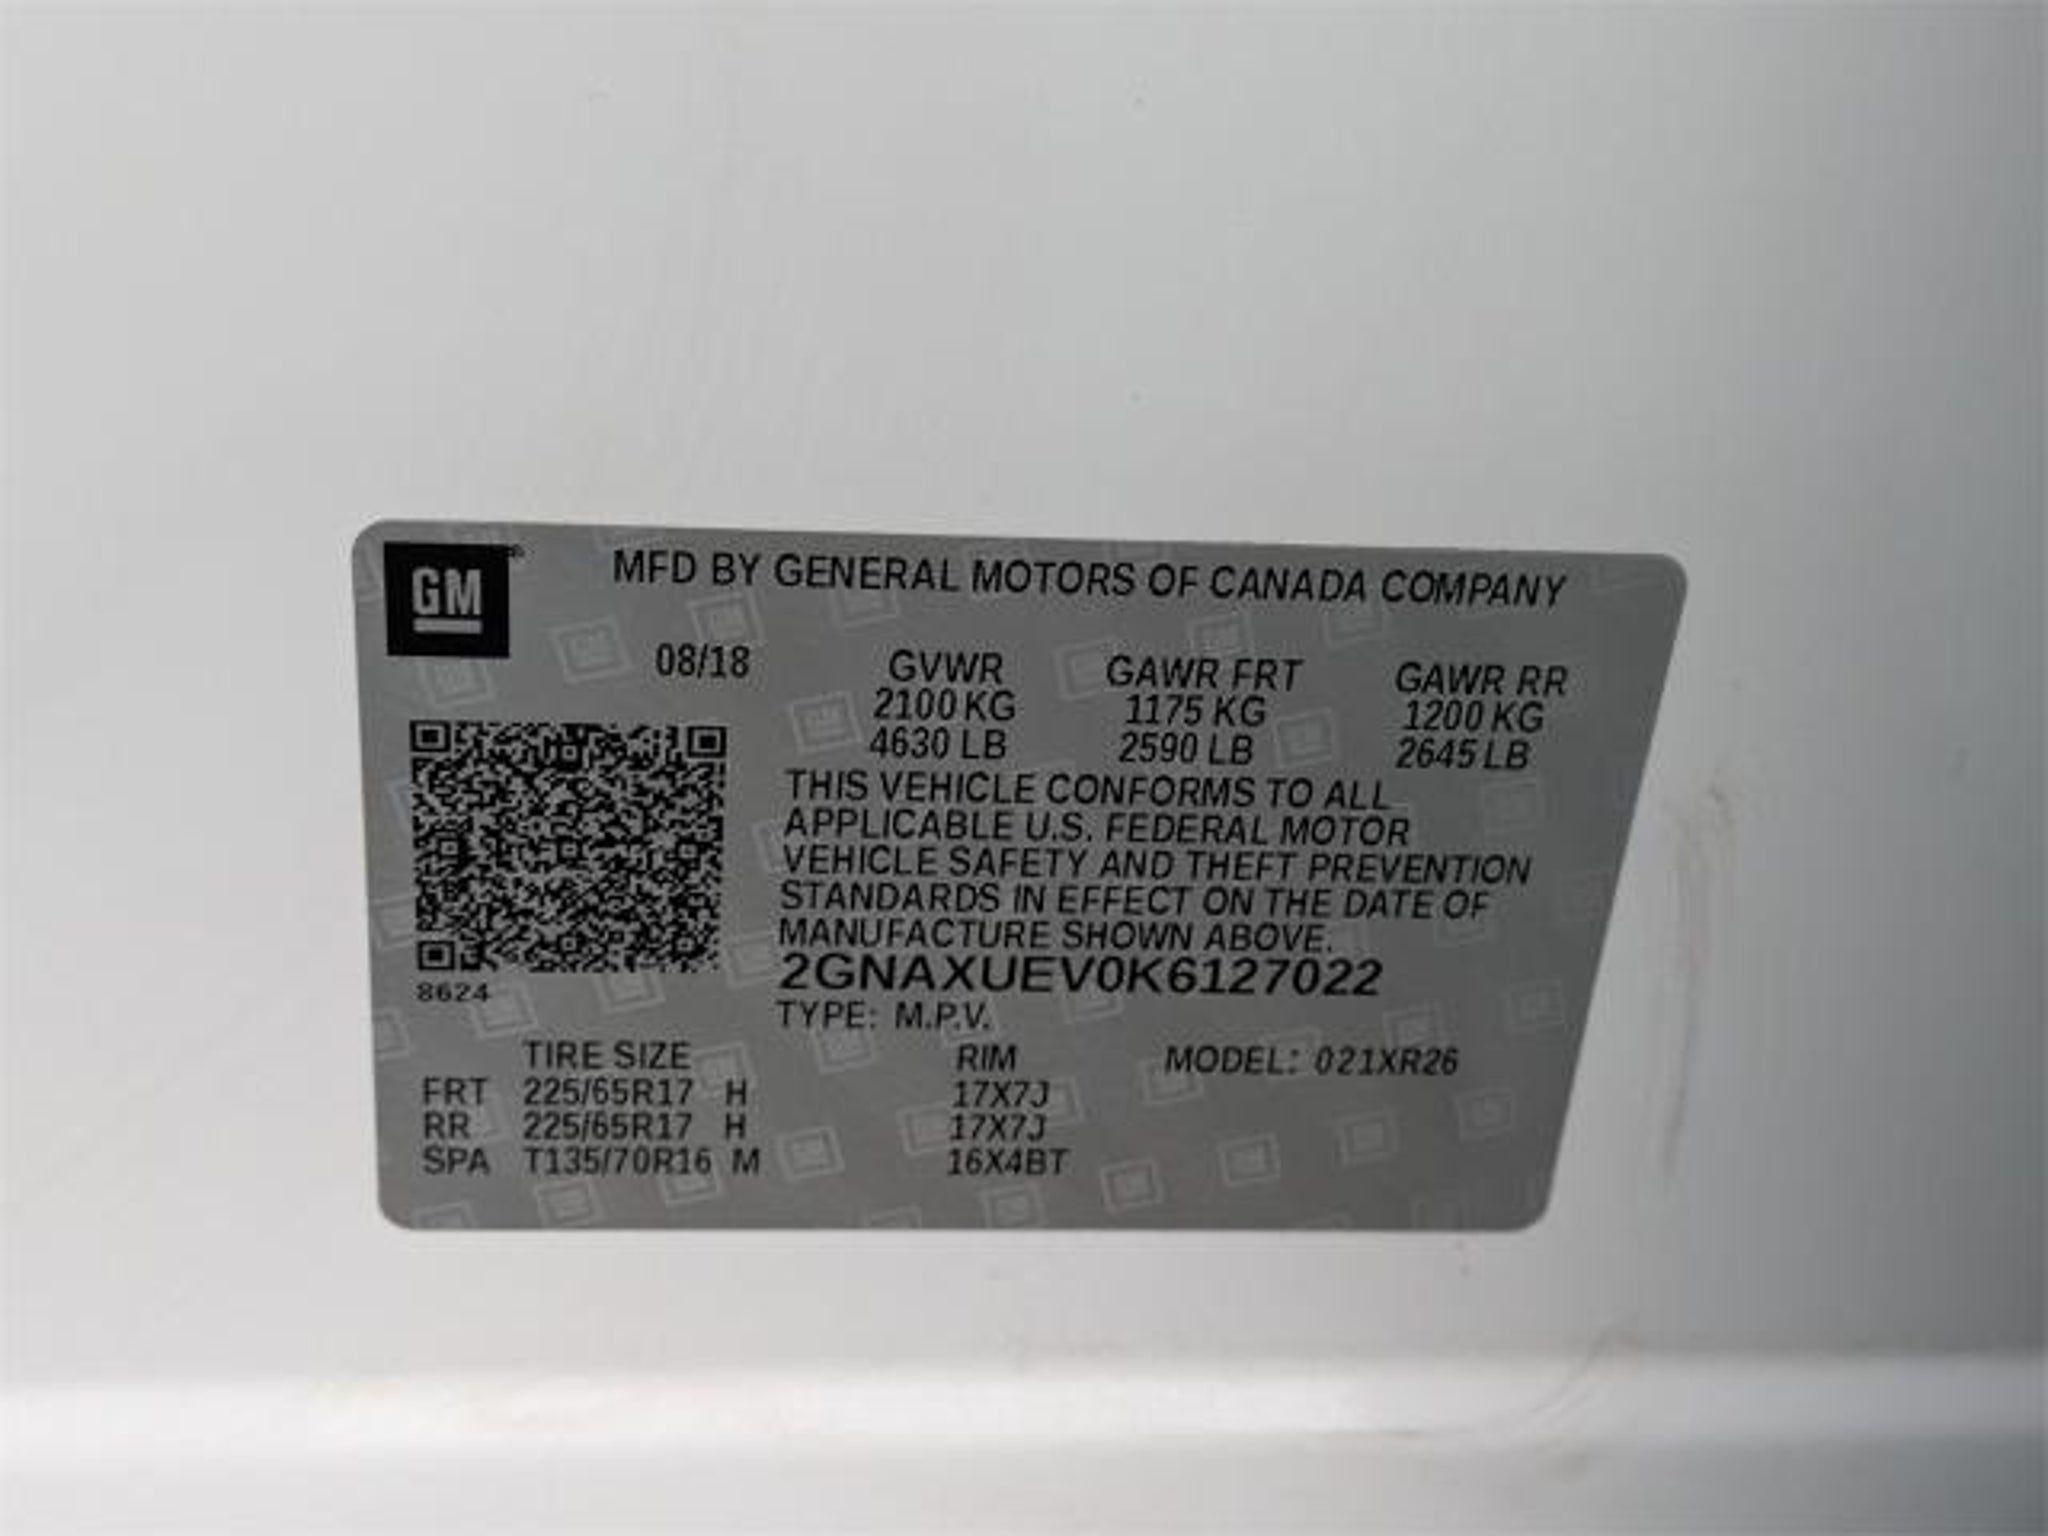 GM
MFD BY GENERAL MOTORS OF CANADA COMPANY
08/18 GVWR GAWR FRT GAWR RR
2100 KG 1175 KG 1200 KG
4630 LB 2590 LB 2645 LB
THIS VEHICLE CONFORMS TO ALL
APPLICABLE U.S. FEDERAL MOTOR
VEHICLE SAFETY AND THEFT PREVENTION
STANDARDS IN EFFECT ON THE DATE OF
MANUFACTURE SHOWN ABOVE.
2GNAXUEV0K6127022
8624
TYPE: M.P.V.
TIRE SIZE RIM MODEL: 021XR26
FRT 225/65R17 H 17X7J
RR 225/65R17 H 17X7J
SPA T135/70R16 M 16X4BT